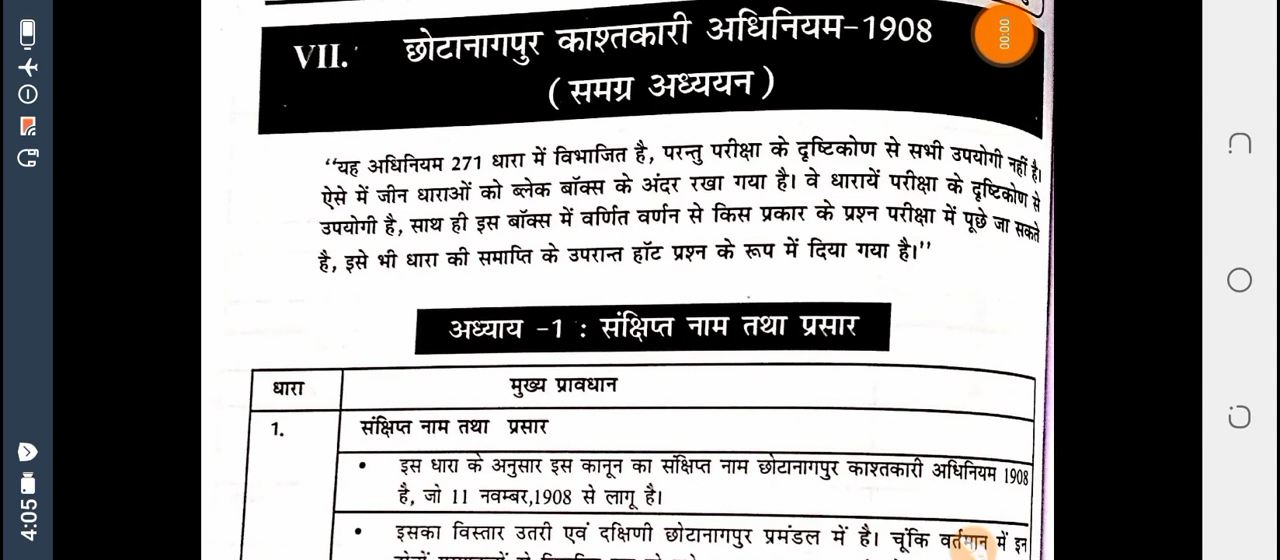 VII. छोटानागपुर काश्तकारी अधिनियम-1908
( समग्र अध्ययन )
00:00
‘‘यह अधिनियम 271 धारा में विभाजित है, परन्तु परीक्षा के दृष्टिकोण से सभी उपयोगी नहीं है।
ऐसे में जीन धाराओं को ब्लेक बॉक्स के अंदर रखा गया है। वे धारायें परीक्षा के दृष्टिकोण से
उपयोगी है, साथ ही इस बॉक्स में वर्णित वर्णन से किस प्रकार के प्रश्न परीक्षा में पूछे जा सकते
है, इसे भी धारा की समाप्ति के उपरान्त हॉट प्रश्न के रूप में दिया गया है।’’
अध्याय -1 : संक्षिप्त नाम तथा प्रसार
धारा मुख्य प्रावधान
1. संक्षिप्त नाम तथा प्रसार
• इस धारा के अनुसार इस कानून का संक्षिप्त नाम छोटानागपुर काश्तकारी अधिनियम 1908
है, जो 11 नवम्बर,1908 से लागू है।
• इसका विस्तार उतरी एवं दक्षिणी छोटानागपुर प्रमंडल में है। चूंकि वर्तमान में इन
4:05